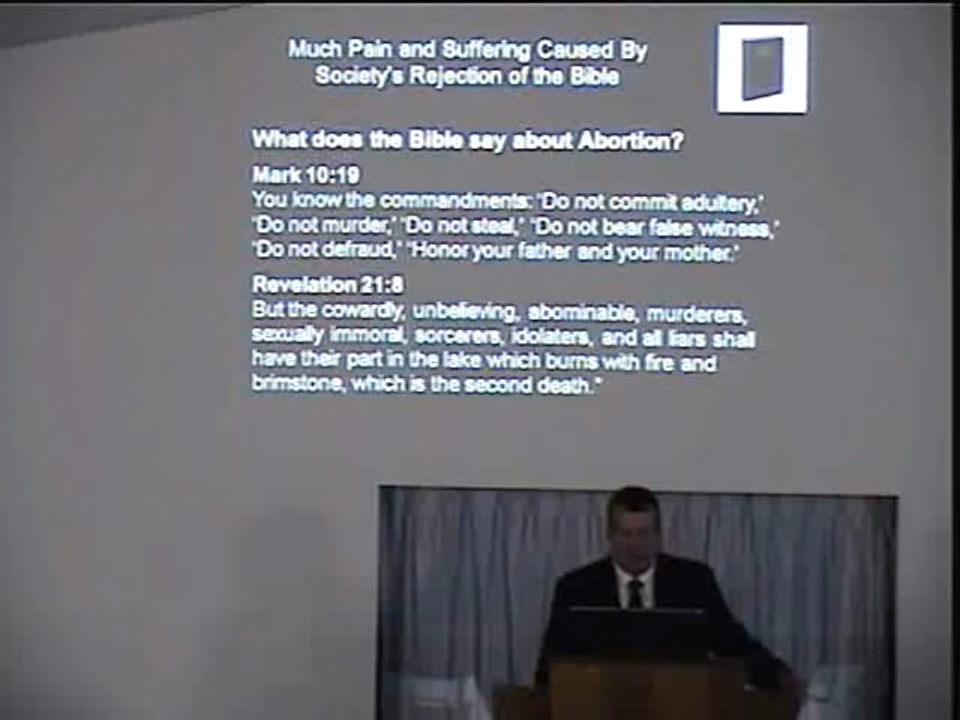 Much Pain and Suffering Caused By
Society's Rejection of the Bible
What does the Bible say about Abortion?
Mark 10:19
You know the commandments: 'Do not commit adultery,'
'Do not murder,' 'Do not steal,' 'Do not bear false witness,'
'Do not defraud,' 'Honor your father and your mother.'
Revelation 21:8
But the cowardly, unbelieving, abominable, murderers,
sexually immoral, sorcerers, idolaters, and all liars shall
have their part in the lake which burns with fire and
brimstone, which is the second death."